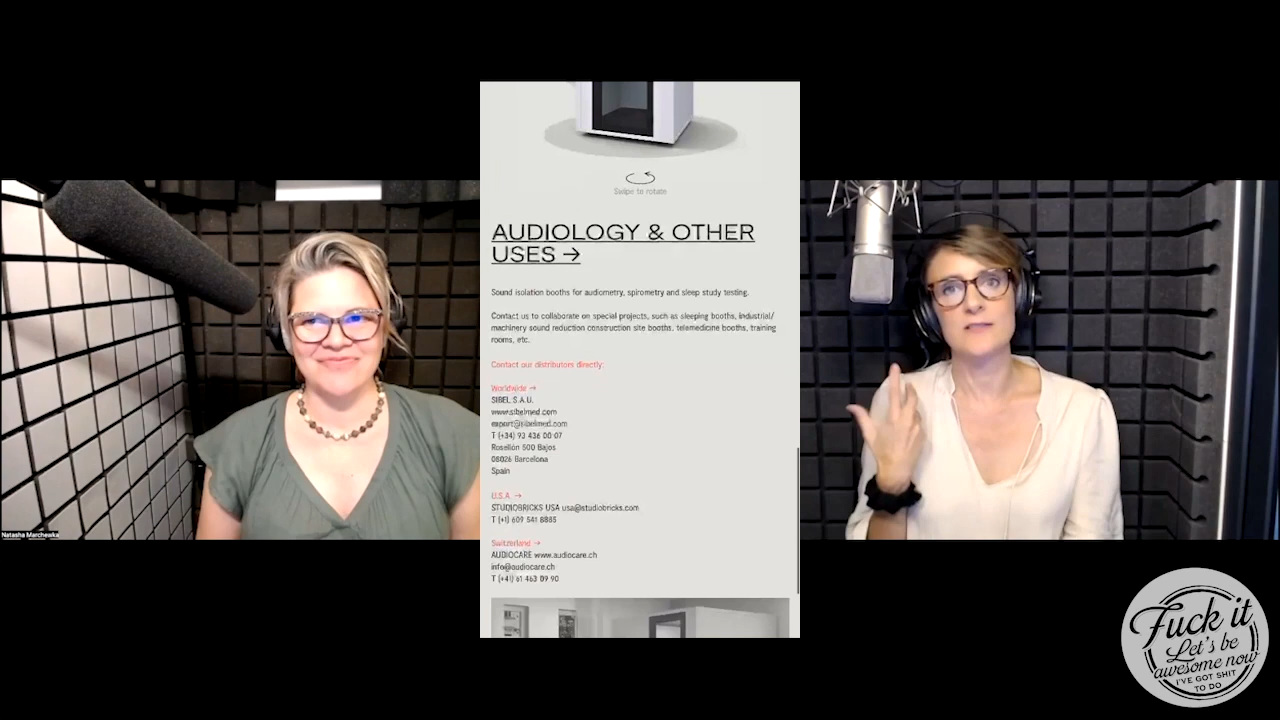 Swipe to rotate
AUDIOLOGY & OTHER
USES →
Sound isolation booths for audiometry, spirometry and sleep study testing.
Contact us to collaborate on special projects, such as sleeping booths, industrial/
machinery sound reduction construction site booths, telemedicine booths, training
rooms, etc.
Contact our distributors directly:
Worldwide →
SIBEL S.A.U.
www.sibelmed.com
export@sibelmed.com
T (+34) 93 436 00 07
Rosellón 500 Bajos
08026 Barcelona
Spain
U.S.A. →
STUDIOBRICKS USA usa@studiobricks.com
T (+1) 609 541 8885
Switzerland →
AUDIOCARE www.audiocare.ch
info@audiocare.ch
T (+41) 61 463 09 90
Natasha Marchewka
Fuck it
Let's be
awesome now
I'VE GOT SHIT
TO DO